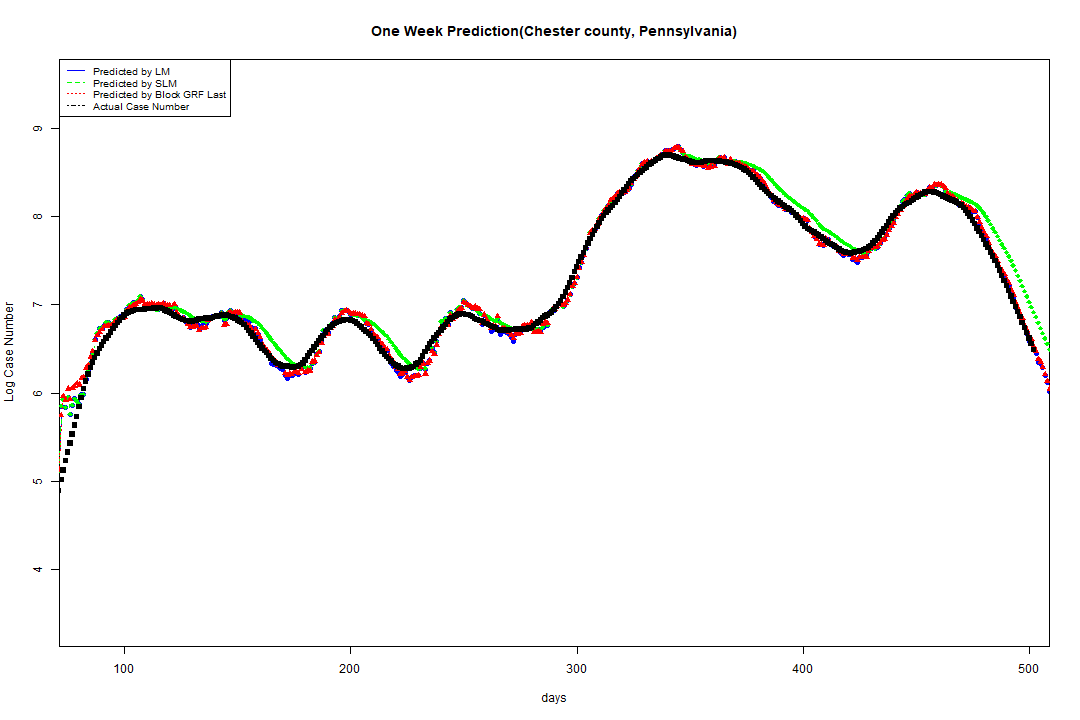 One Week Prediction(Chester county, Pennsylvania)
Predicted by LM
Predicted by SLM
Predicted by Block GRF Last
Actual Case Number
Log Case Number
9
8
7
6
5
4
100 200 300 400 500
days